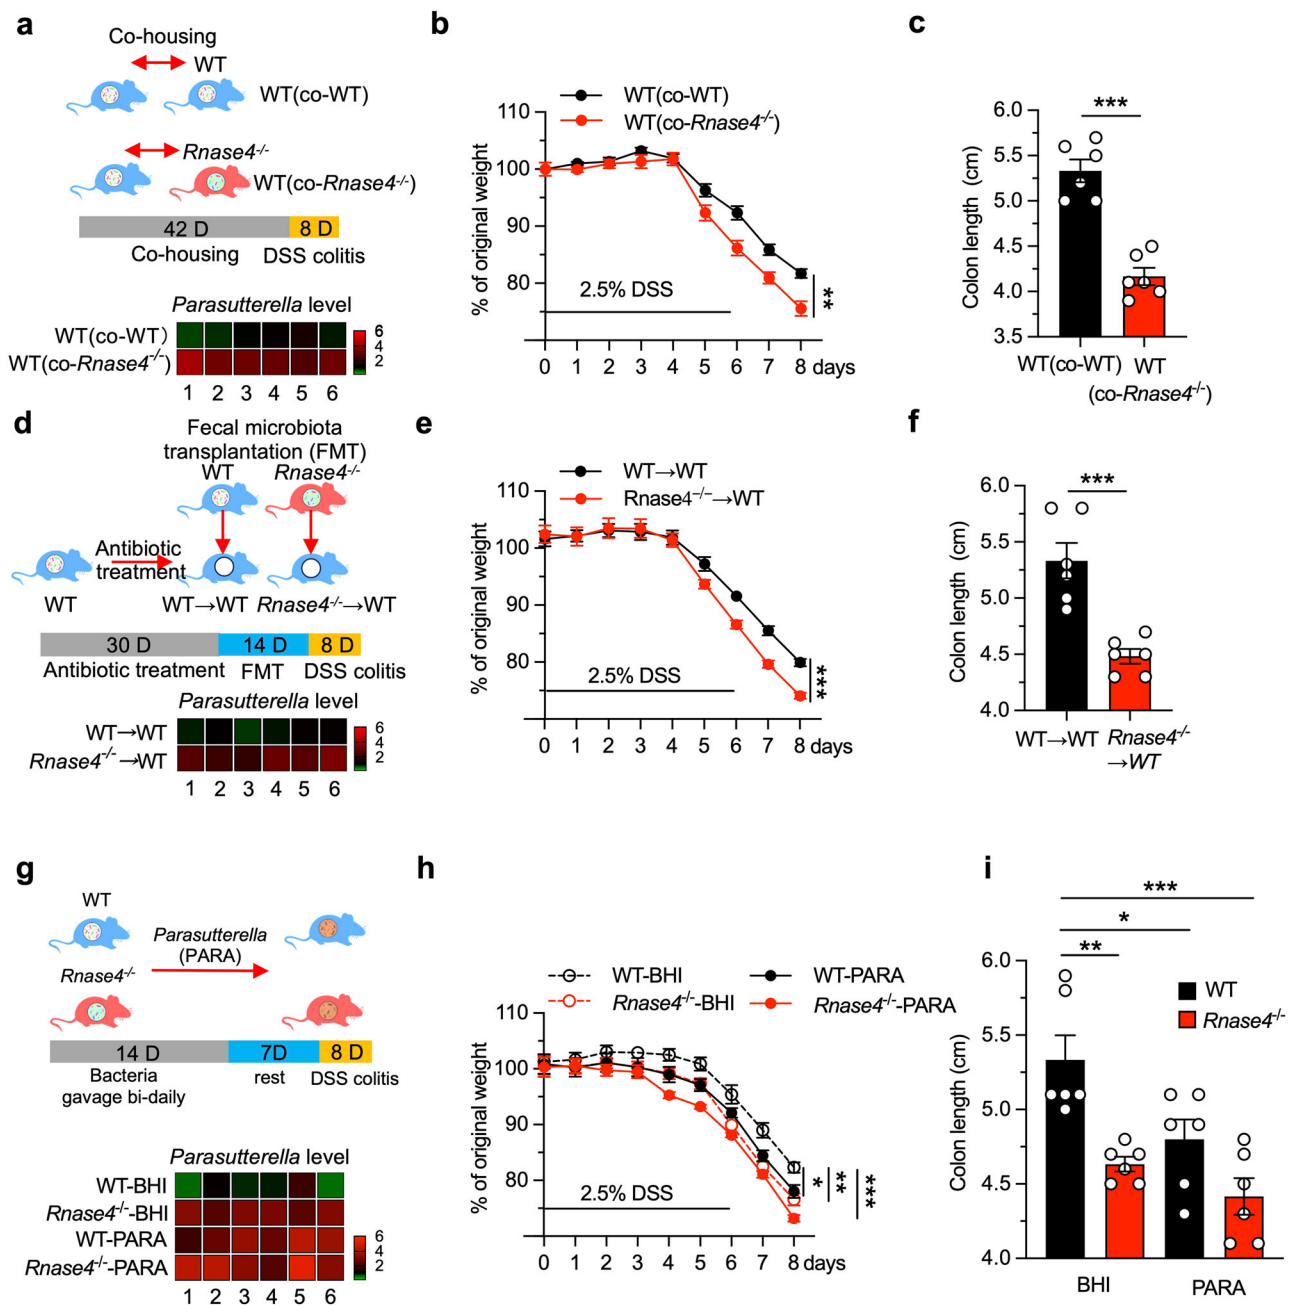 a
Co-housing
WT
WT(co-WT)
Rnase4-/-
WT(co-Rnase4-/-)
42 D
8 D
Co-housing
DSS colitis
Parasutterella level
WT(co-WT)
WT(co-Rnase4-/-)
6
4
2
1 2 3 4 5 6
b
WT(co-WT)
WT(co-Rnase4-/-)
% of original weight
110
100
90
80
2.5% DSS
**
0 1 2 3 4 5 6 7 8 days
c
***
Colon length (cm)
6.0
5.5
5.0
4.5
4.0
3.5
WT(co-WT) WT
(co-Rnase4-/-)
d
Fecal microbiota
transplantation (FMT)
WT
Rnase4-/-
Antibiotic
treatment
WT
WT→WT
Rnase4-/-→WT
30 D
14 D
8 D
Antibiotic treatment
FMT
DSS colitis
Parasutterella level
WT→WT
Rnase4-/-→WT
6
4
2
1 2 3 4 5 6
e
WT→WT
Rnase4-/-→WT
% of original weight
110
100
90
80
2.5% DSS
***
0 1 2 3 4 5 6 7 8 days
f
***
Colon length (cm)
6.0
5.5
5.0
4.5
4.0
WT→WT Rnase4-/-
→WT
g
WT
Parasutterella
(PARA)
Rnase4-/-
14 D
7D
8 D
Bacteria
gavage bi-daily
rest
DSS colitis
Parasutterella level
WT-BHI
Rnase4-/--BHI
WT-PARA
Rnase4-/--PARA
6
4
2
1 2 3 4 5 6
h
WT-BHI
WT-PARA
Rnase4-/--BHI
Rnase4-/--PARA
% of original weight
110
100
90
80
2.5% DSS
*
**
***
0 1 2 3 4 5 6 7 8 days
i
***
*
**
WT
Rnase4-/-
Colon length (cm)
6.0
5.5
5.0
4.5
4.0
BHI
PARA